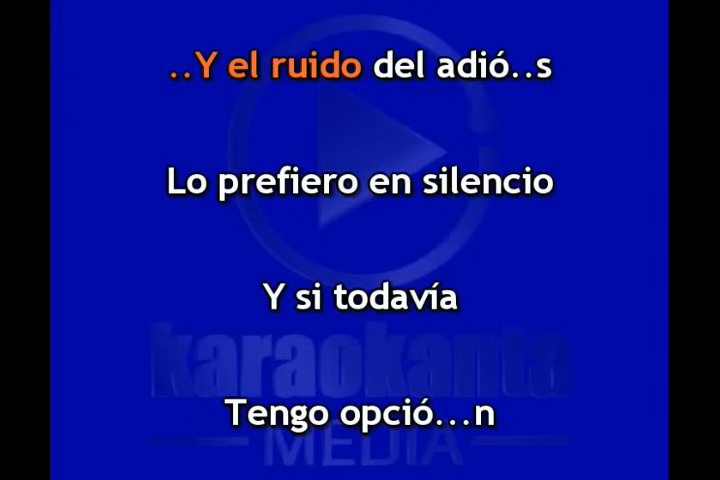 ..Y el ruido del adió..s
Lo prefiero en silencio
Y si todavía
karaokanta
Tengo opció...n
MEDIA